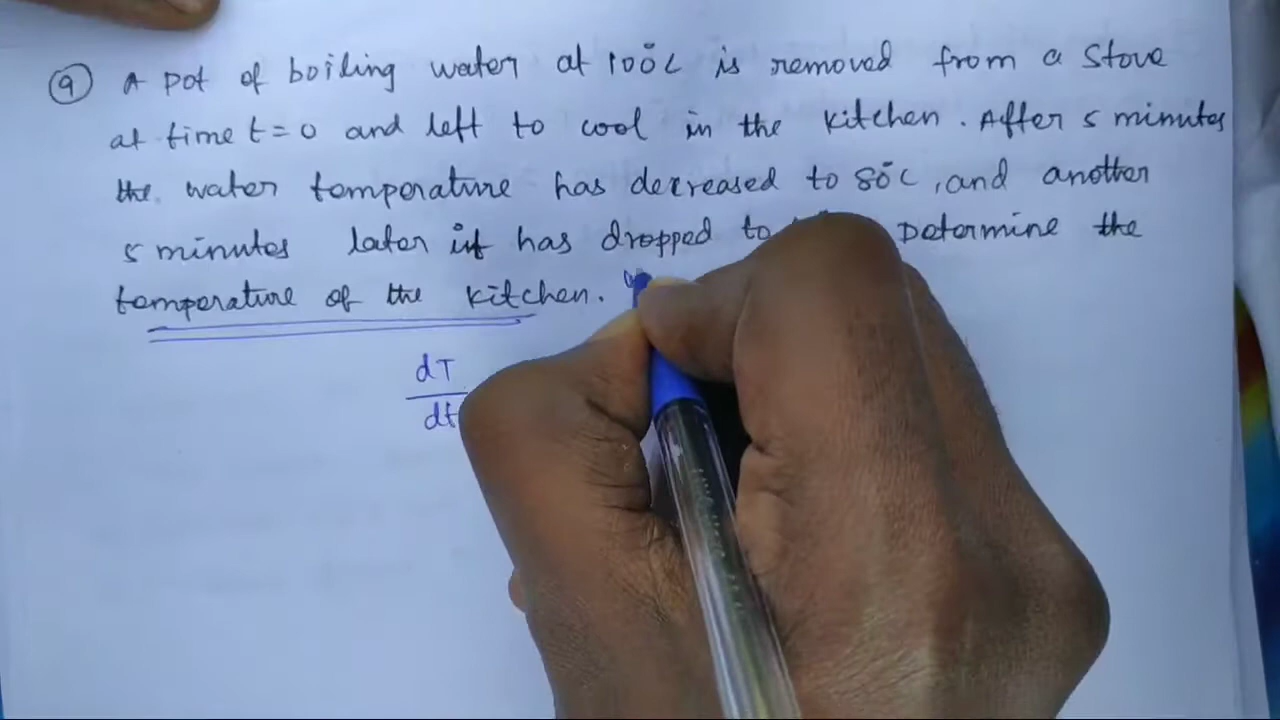 9 A pot of boiling water at 100°C is removed from a stove
at time t=0 and left to cool in the kitchen. After 5 minutes
the water temperature has decreased to 80°C, and another
5 minutes later it has dropped to Determine the
temperature of the kitchen.
dT
dt